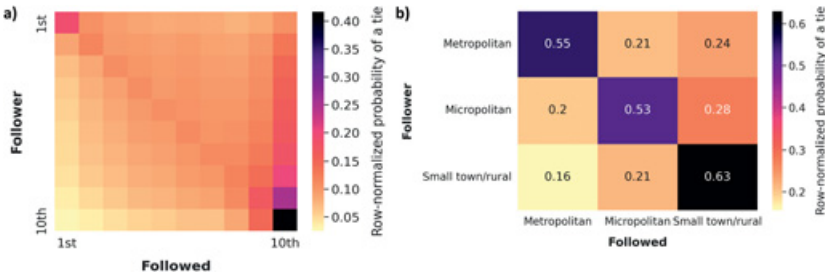 a)
1st
10th
Follower
1st
10th
Followed
0.40
0.35
0.30
0.25
0.20
0.15
0.10
0.05
Row-normalized probability of a tie
b)
Metropolitan
Micropolitan
Small town/rural
Follower
0.55 0.21 0.24
0.2 0.53 0.28
0.16 0.21 0.63
Metropolitan Micropolitan Small town/rural
Followed
0.6
0.5
0.4
0.3
0.2
Row-normalized probability of a tie